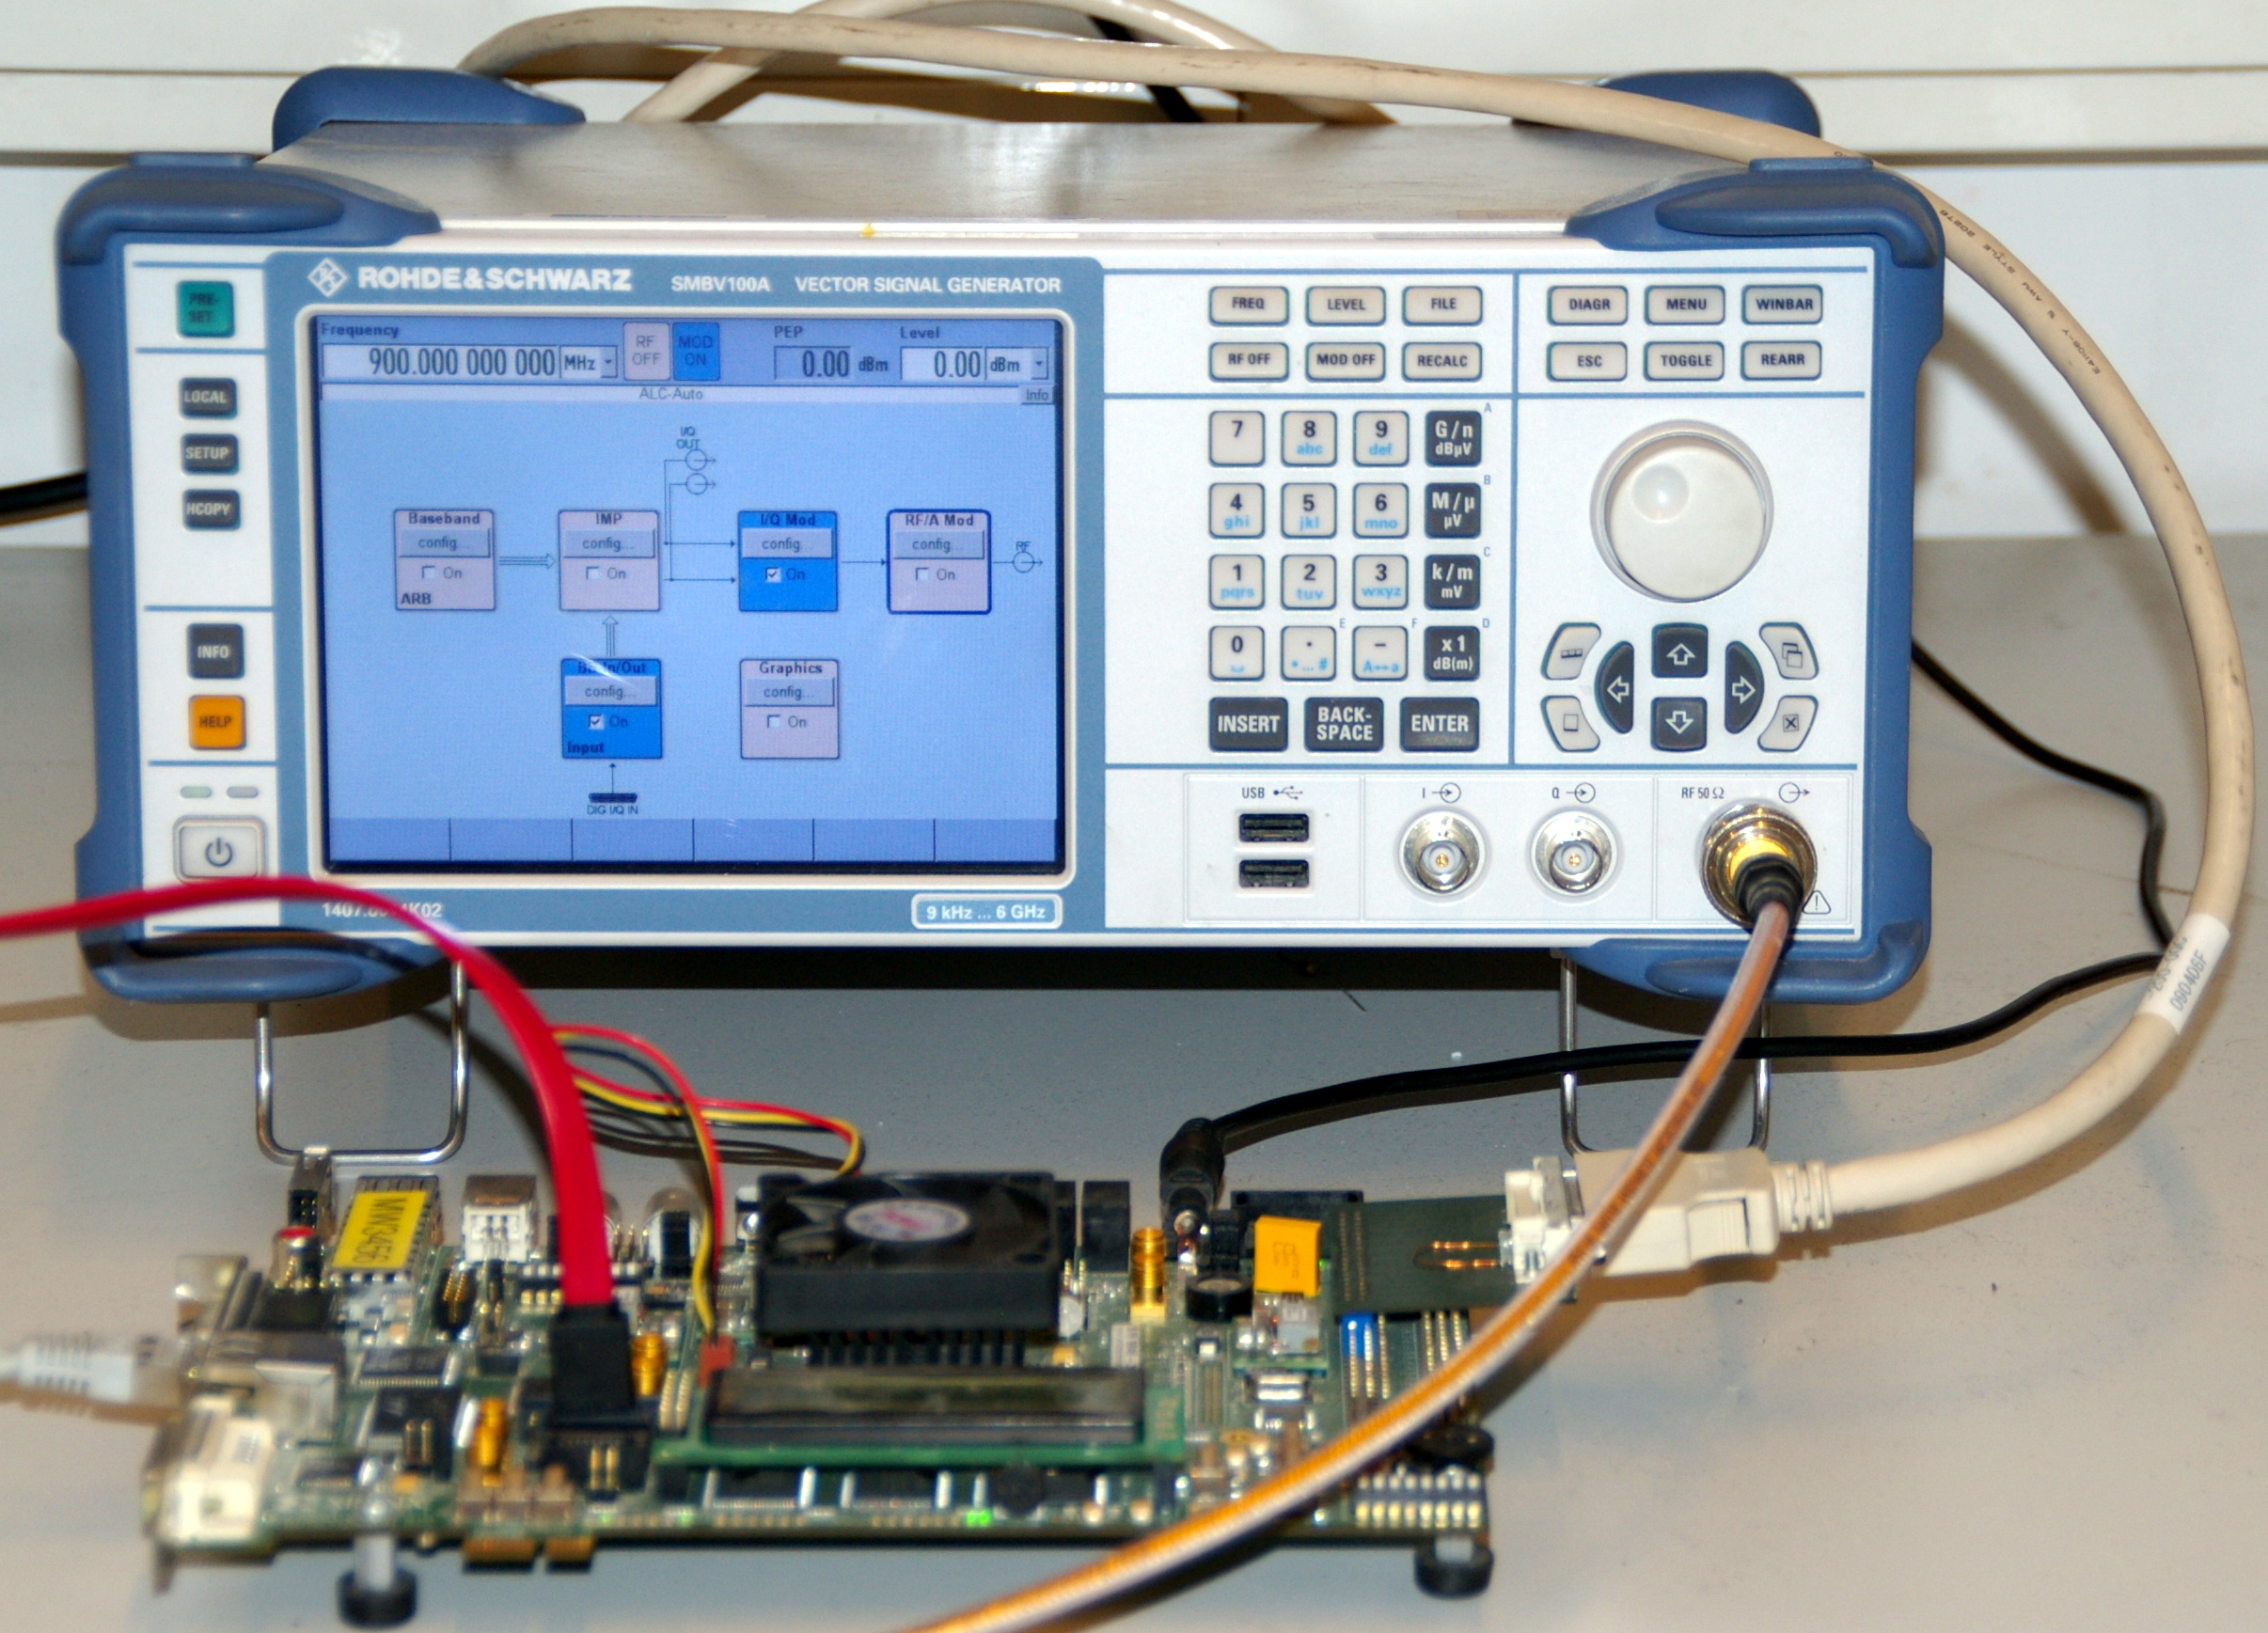 ROHDE&SCHWARZ SMBV100A VECTOR SIGNAL GENERATOR
PRE-
SET
LOCAL
SETUP
HCOPY
INFO
HELP
Frequency
900.000 000 000 MHz
RF
OFF
MOD
ON
PEP
0.00 dBm
Level
0.00 dBm
ALC-Auto
Info
I/Q
OUT
Baseband
config...
On
ARB
IMP
config...
On
I/Q Mod
config...
On
RF/A Mod
config...
On
RF
config...
On
Input
Graphics
config...
On
DIG I/Q IN
9 kHz ... 6 GHz
FREQ LEVEL FILE
RF OFF MOD OFF RECALC
DIAGR MENU WINBAR
ESC TOGGLE REARR
7
8 abc
9 def
G/n dBµV
A
4 ghi
5 jkl
6 mno
M/µ µV
B
1 pqrs
2 tuv
3 wxyz
k/m mV
C
0
. *...#
E
- A↔a
F
x1 dB(m)
D
INSERT
BACK-
SPACE
ENTER
USB
I
Q
RF 50 Ω
090406F
MW32456